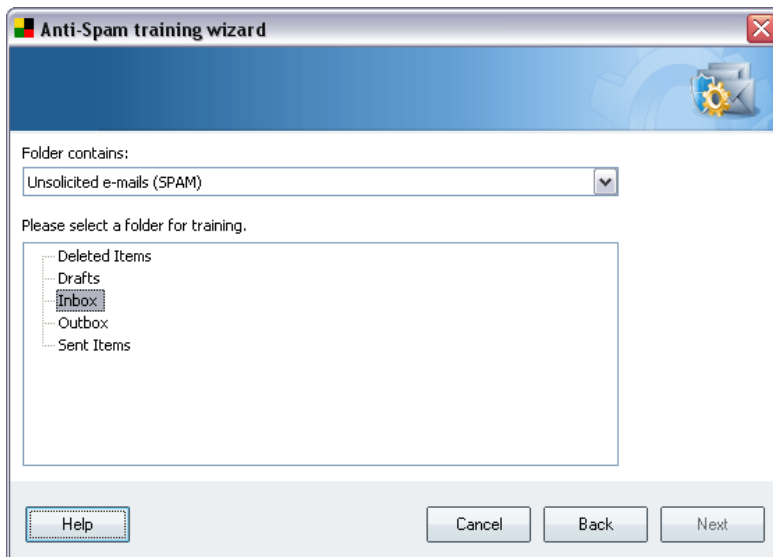 Anti-Spam training wizard
Folder contains:
Unsolicited e-mails (SPAM)
Please select a folder for training.
Deleted Items
Drafts
Inbox
Outbox
Sent Items
Help Cancel Back Next